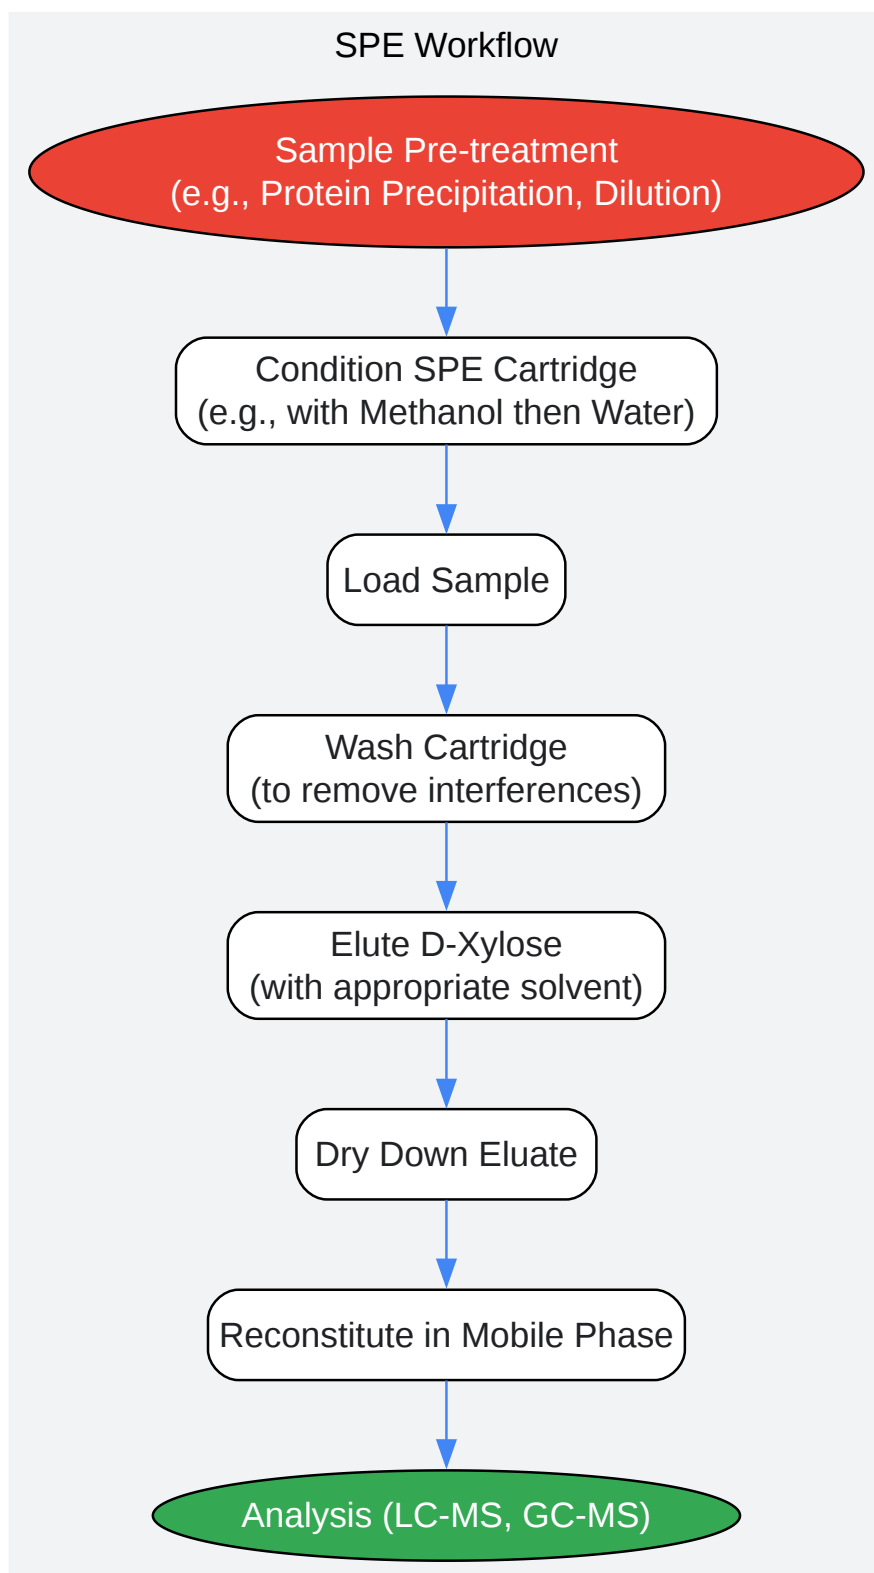 SPE Workflow
Sample Pre-treatment
(e.g., Protein Precipitation, Dilution)
Condition SPE Cartridge
(e.g., with Methanol then Water)
Load Sample
Wash Cartridge
(to remove interferences)
Elute D-Xylose
(with appropriate solvent)
Dry Down Eluate
Reconstitute in Mobile Phase
Analysis (LC-MS, GC-MS)